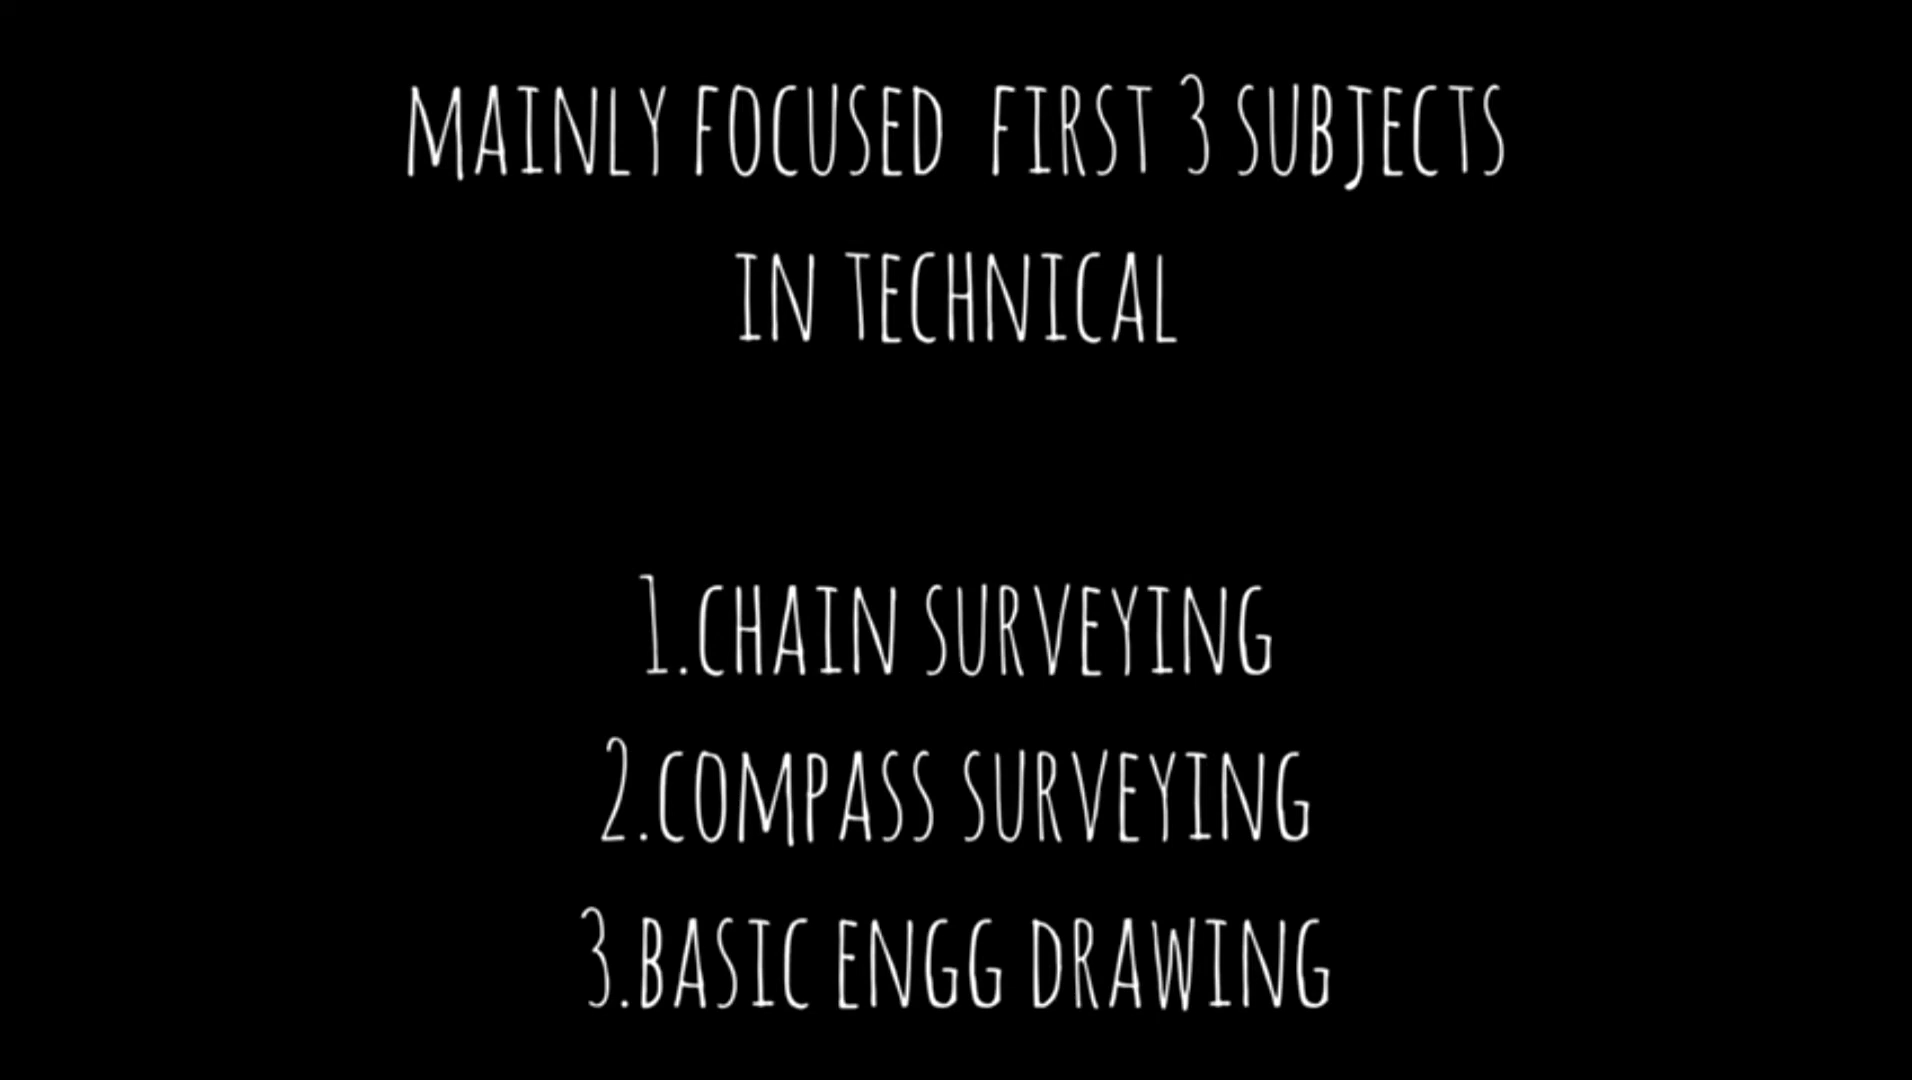 MAINLY FOCUSED FIRST 3 SUBJECTS
IN TECHNICAL
1.CHAIN SURVEYING
2.COMPASS SURVEYING
3.BASIC ENGG DRAWING